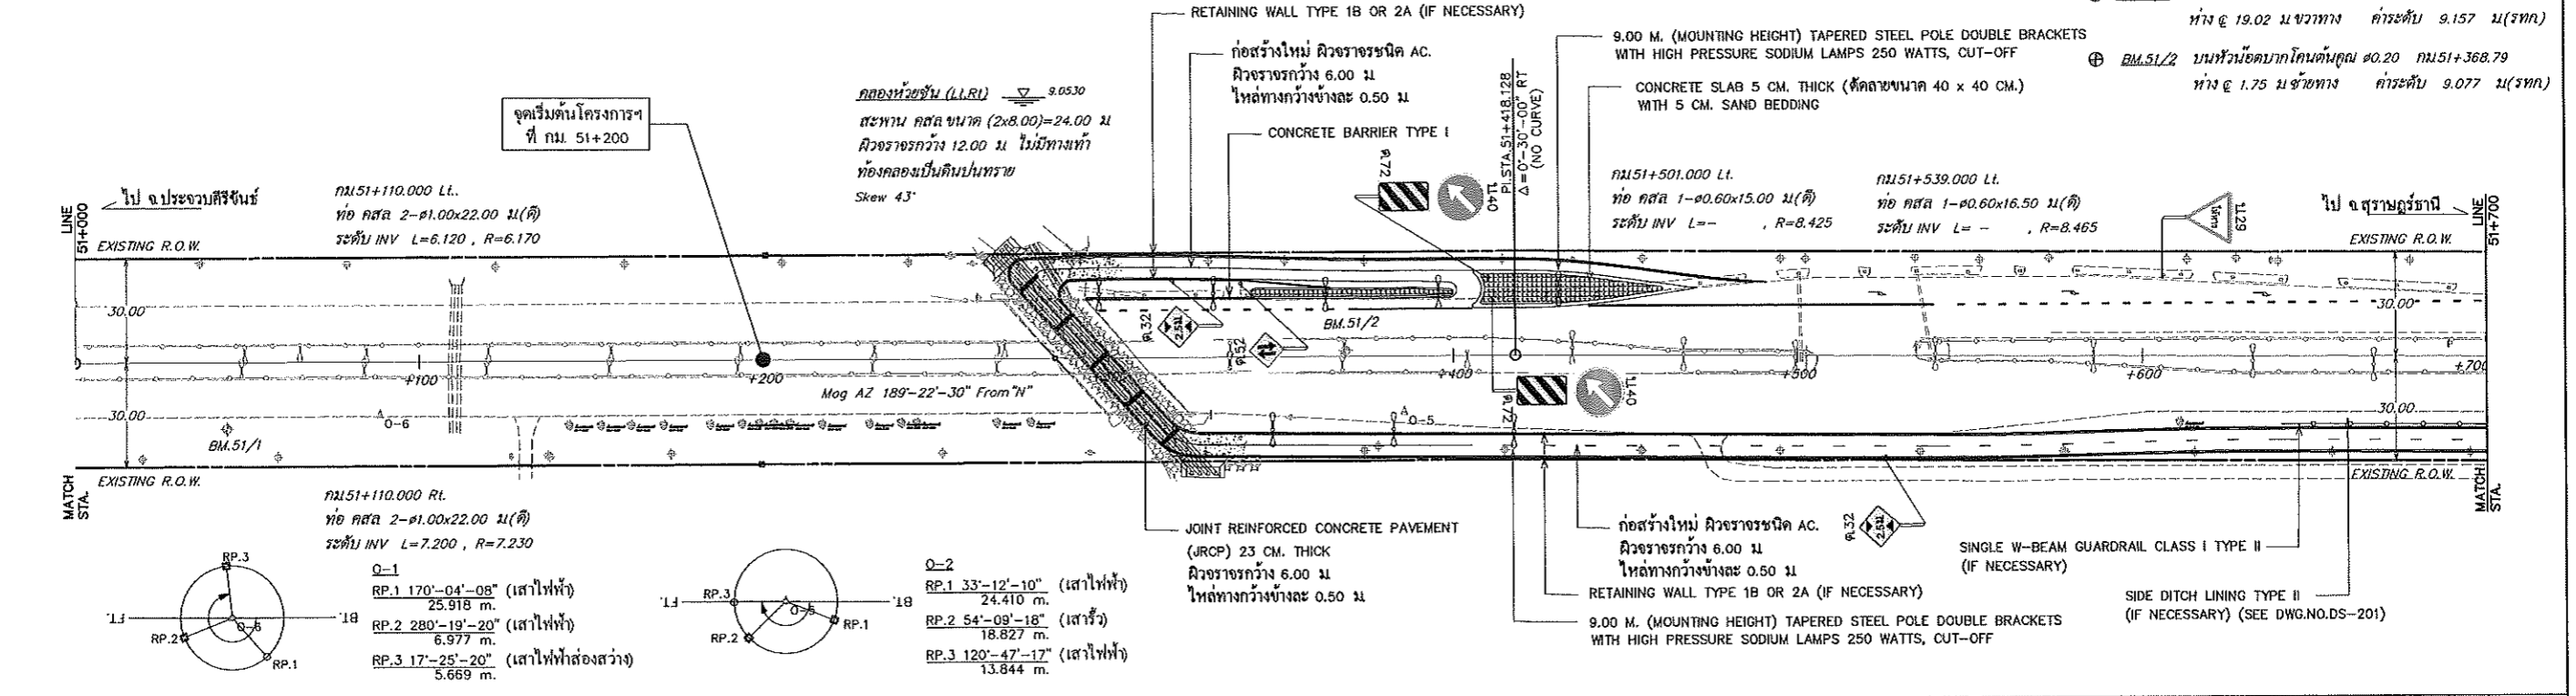 RETAINING WALL TYPE 1B OR 2A (IF NECESSARY)
ห่าง ℄ 19.02 ม ขวาทาง ค่าระดับ 9.157 ม(รทก)
BM.51/2 บนหัวน๊อตบากโคนต้นคูณ ø0.20 กม51+368.79
ห่าง ℄ 1.75 ม ซ้ายทาง ค่าระดับ 9.077 ม(รทก)
9.00 M. (MOUNTING HEIGHT) TAPERED STEEL POLE DOUBLE BRACKETS
WITH HIGH PRESSURE SODIUM LAMPS 250 WATTS, CUT-OFF
ก่อสร้างใหม่ ผิวจราจรชนิด AC.
ผิวจราจรกว้าง 6.00 ม
ไหล่ทางกว้างข้างละ 0.50 ม
CONCRETE SLAB 5 CM. THICK (ตัดลายขนาด 40 x 40 CM.)
WITH 5 CM. SAND BEDDING
CONCRETE BARRIER TYPE I
จุดเริ่มต้นโครงการฯ
ที่ กม. 51+200
คลองห้วยชัน (Lt.Rt) 9.0530
สะพาน คสล ขนาด (2x8.00)=24.00 ม
ผิวจราจรกว้าง 12.00 ม ไม่มีทางเท้า
ท้องคลองเป็นดินปนทราย
Skew 43°
PI.STA.51+418.128
Δ=0°-30'-00" RT
(NO CURVE)
ต.72
น.40
LINE
51+000
ไป จ.ประจวบคีรีขันธ์
กม51+110.000 Lt..
ท่อ คสล 2-ø1.00x22.00 ม(ดี)
ระดับ INV L=6.120 , R=6.170
กม51+501.000 Lt.
ท่อ คสล 1-ø0.60x15.00 ม(ดี)
ระดับ INV L=- , R=8.425
กม51+539.000 Lt.
ท่อ คสล 1-ø0.60x16.50 ม(ดี)
ระดับ INV L= - , R=8.465
น.29
ไป จ.สุราษฎร์ธานี
LINE
51+700
EXISTING R.O.W.
EXISTING R.O.W.
30.00
30.00
ต.32
2.5ม
ต.52
BM.51/2
+100
+200
+400
+500
+600
+700
Mag AZ 189°-22'-30" From "N"
ต.72
น.40
30.00
30.00
O-6
O-5
BM.51/1
EXISTING R.O.W.
EXISTING R.O.W.
MATCH
STA.
MATCH
STA.
กม51+110.000 Rt.
ท่อ คสล 2-ø1.00x22.00 ม(ดี)
ระดับ INV L=7.200 , R=7.230
JOINT REINFORCED CONCRETE PAVEMENT
(JRCP) 23 CM. THICK
ผิวจราจรกว้าง 6.00 ม
ไหล่ทางกว้างข้างละ 0.50 ม
ก่อสร้างใหม่ ผิวจราจรชนิด AC.
ผิวจราจรกว้าง 6.00 ม
ไหล่ทางกว้างข้างละ 0.50 ม
ต.32
2.5ม
RETAINING WALL TYPE 1B OR 2A (IF NECESSARY)
9.00 M. (MOUNTING HEIGHT) TAPERED STEEL POLE DOUBLE BRACKETS
WITH HIGH PRESSURE SODIUM LAMPS 250 WATTS, CUT-OFF
SINGLE W-BEAM GUARDRAIL CLASS I TYPE II
(IF NECESSARY)
SIDE DITCH LINING TYPE II
(IF NECESSARY) (SEE DWG.NO.DS-201)
RP.3
FT.
BT.
O-6
RP.2
RP.1
O-1
RP.1 170°-04'-08" (เสาไฟฟ้า)
25.918 m.
RP.2 280°-19'-20" (เสาไฟฟ้า)
6.977 m.
RP.3 17°-25'-20" (เสาไฟฟ้าส่องสว่าง)
5.669 m.
RP.3
FT.
BT.
O-5
RP.2
RP.1
O-2
RP.1 33°-12'-10" (เสาไฟฟ้า)
24.410 m.
RP.2 54°-09'-18" (เสารั้ว)
18.827 m.
RP.3 120°-47'-17" (เสาไฟฟ้า)
13.844 m.